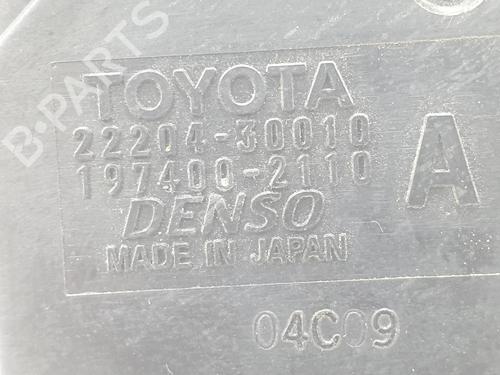 B-PARTS
TOYOTA
22204-30010
197400-2110
A
DENSO
MADE IN JAPAN
04C09